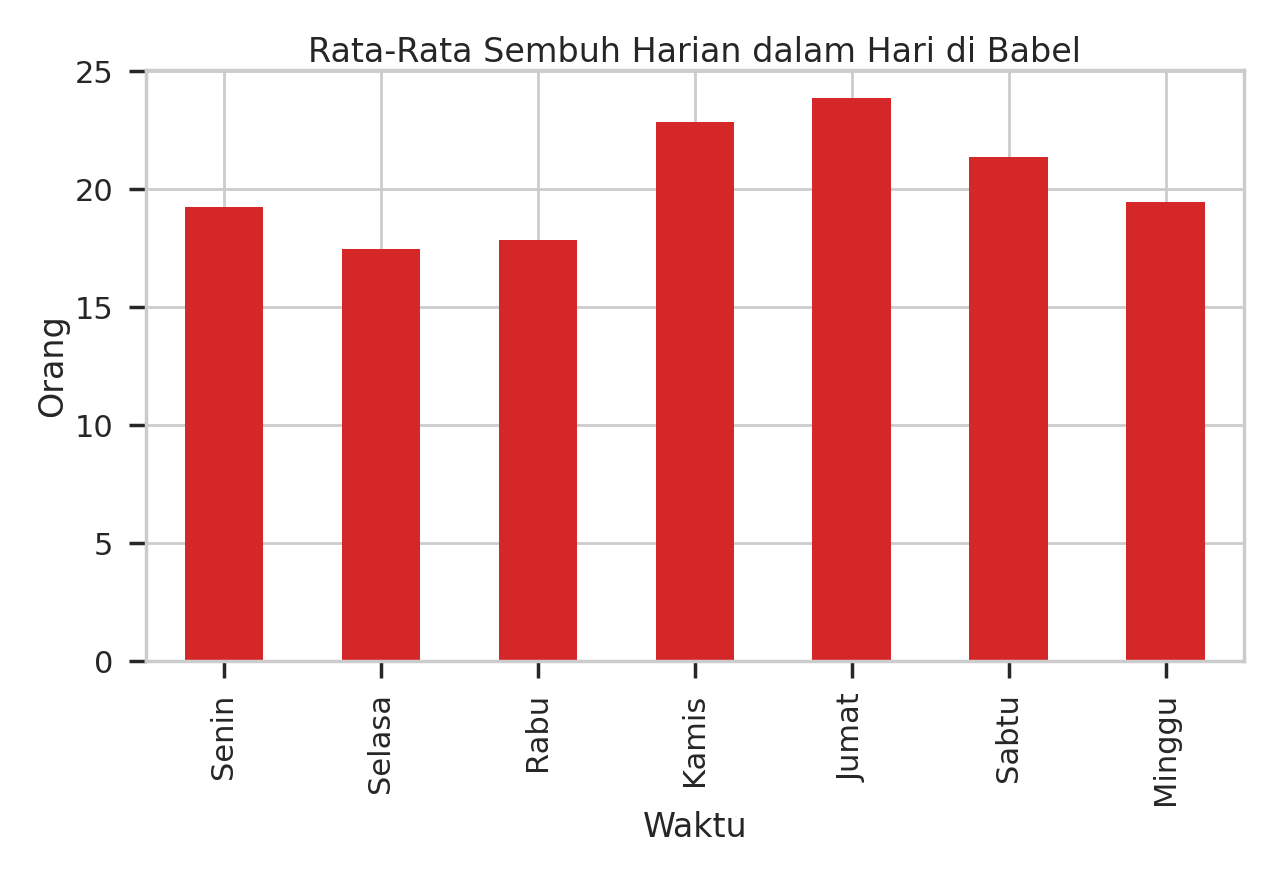 Rata-Rata Sembuh Harian dalam Hari di Babel
25
20
15
10
5
0
Orang
Senin
Selasa
Rabu
Kamis
Jumat
Sabtu
Minggu
Waktu